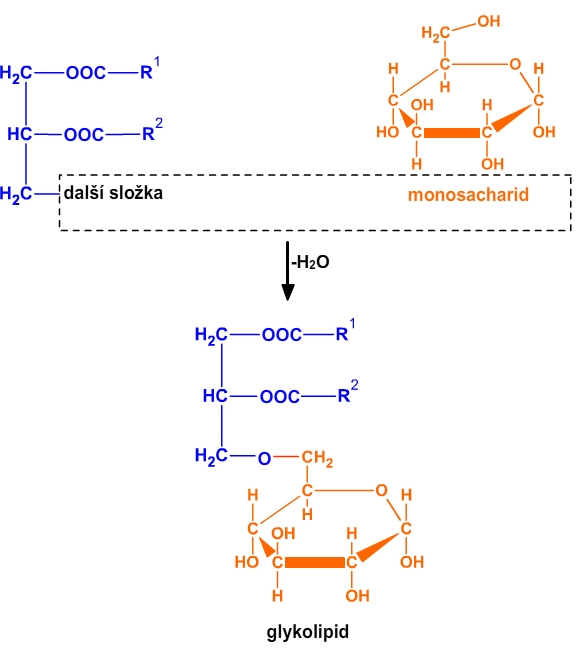 H₂C—OOC—R¹
HC—OOC—R²
H₂C—další složka
H₂C—OH
H C O H
H
C OH H C
HO C C OH
H OH
monosacharid
-H₂O
H₂C—OOC—R¹
HC—OOC—R²
H₂C—O—CH₂
H C O H
H
C OH H C
HO C C OH
H OH
glykolipid